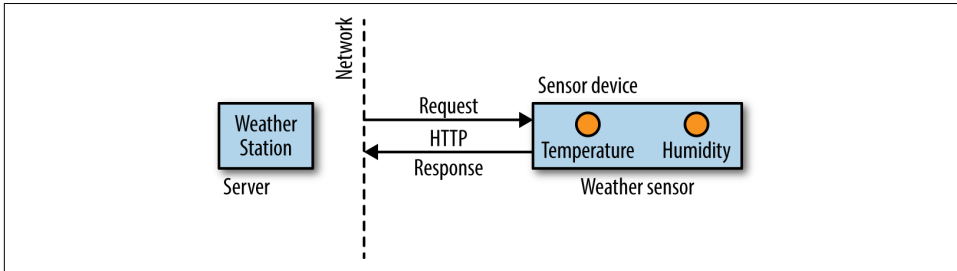 Network
Weather
Station
Server
Request
HTTP
Response
Sensor device
Temperature Humidity
Weather sensor